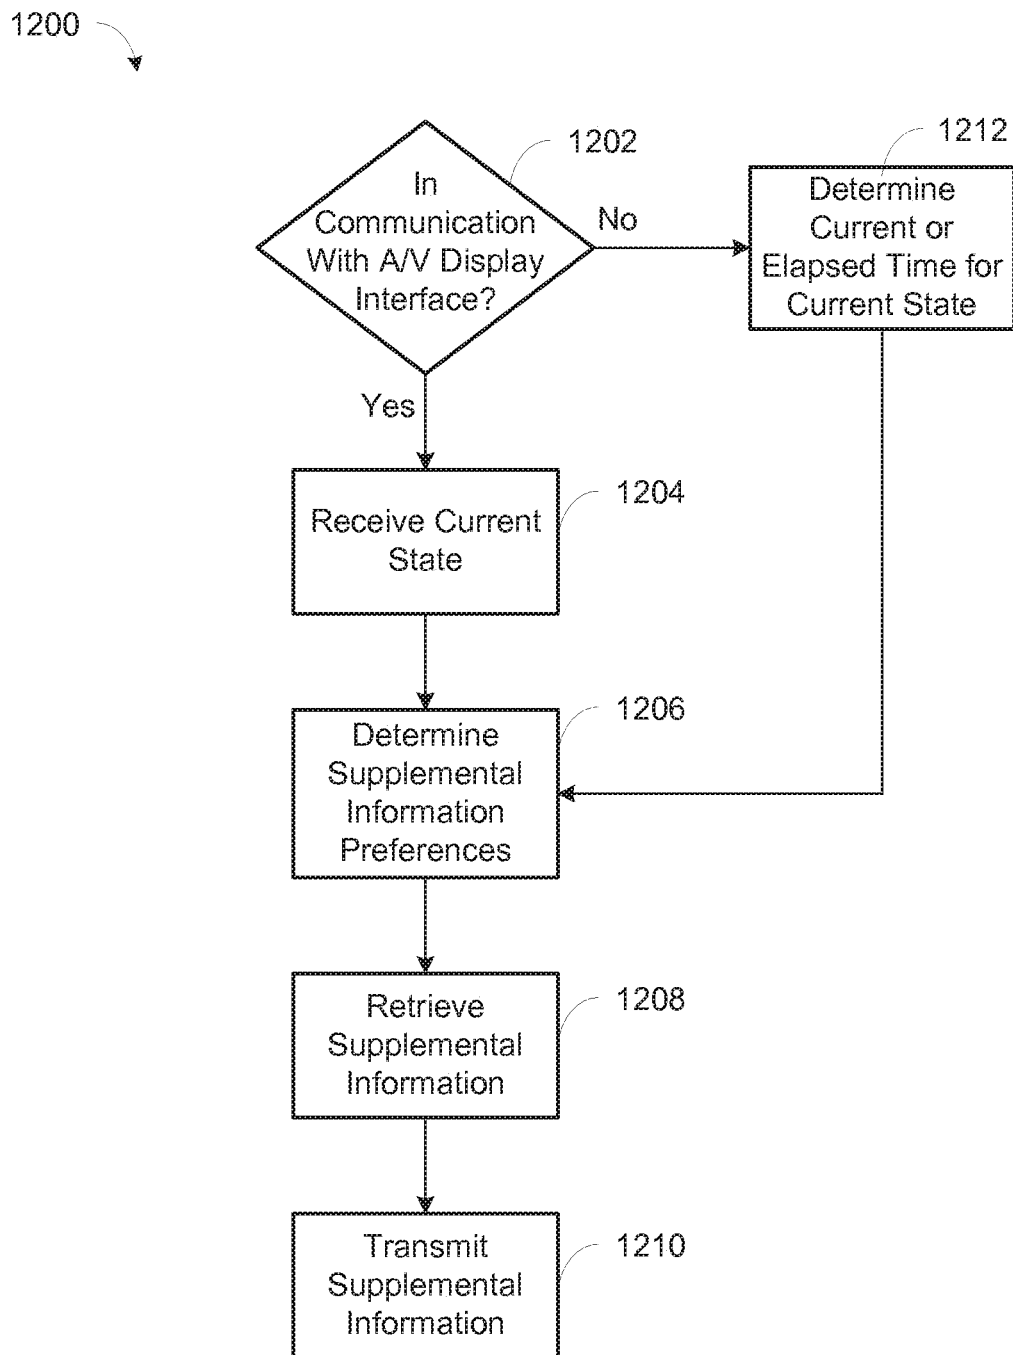 1200
1202
In
Communication
With A/V Display
Interface?
No
1212
Determine
Current or
Elapsed Time for
Current State
Yes
1204
Receive Current
State
1206
Determine
Supplemental
Information
Preferences
1208
Retrieve
Supplemental
Information
1210
Transmit
Supplemental
Information